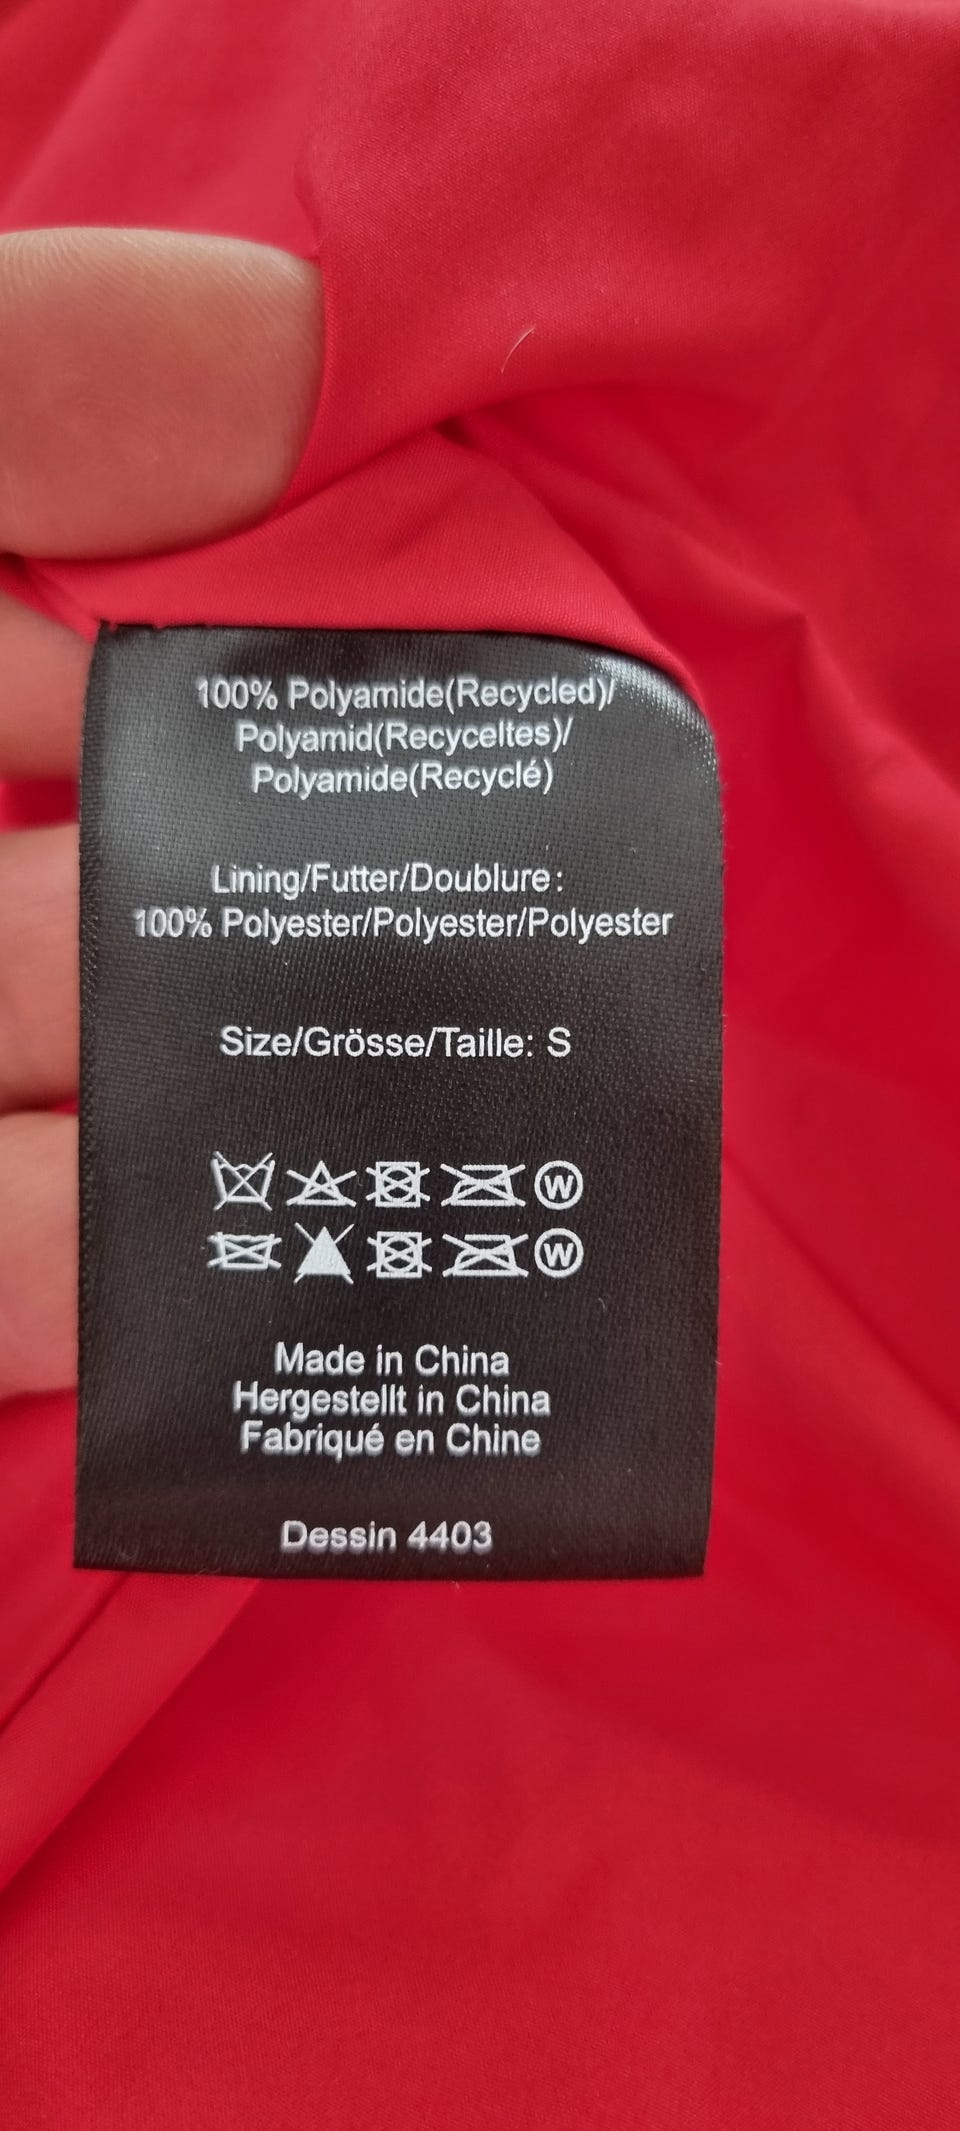 100% Polyamide(Recycled)/
Polyamid(Recyceltes)/
Polyamide(Recyclé)
Lining/Futter/Doublure:
100% Polyester/Polyester/Polyester
Size/Grösse/Taille: S
W
W
Made in China
Hergestellt in China
Fabriqué en Chine
Dessin 4403